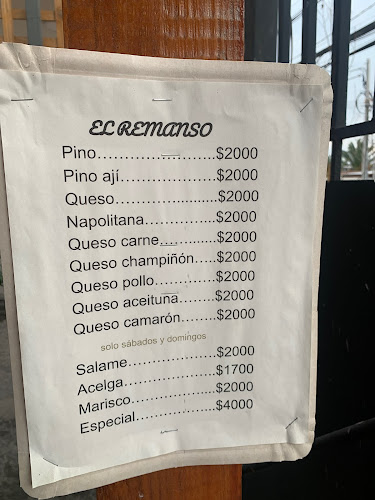 EL REMANSO
Pino........................$2000
Pino ají...................$2000
Queso.....................$2000
Napolitana...............$2000
Queso carne............$2000
Queso champiñón.....$2000
Queso pollo.............$2000
Queso aceituna........$2000
Queso camarón........$2000
solo sábados y domingos
Salame...................$2000
Acelga....................$1700
Marisco...................$2000
Especial..................$4000